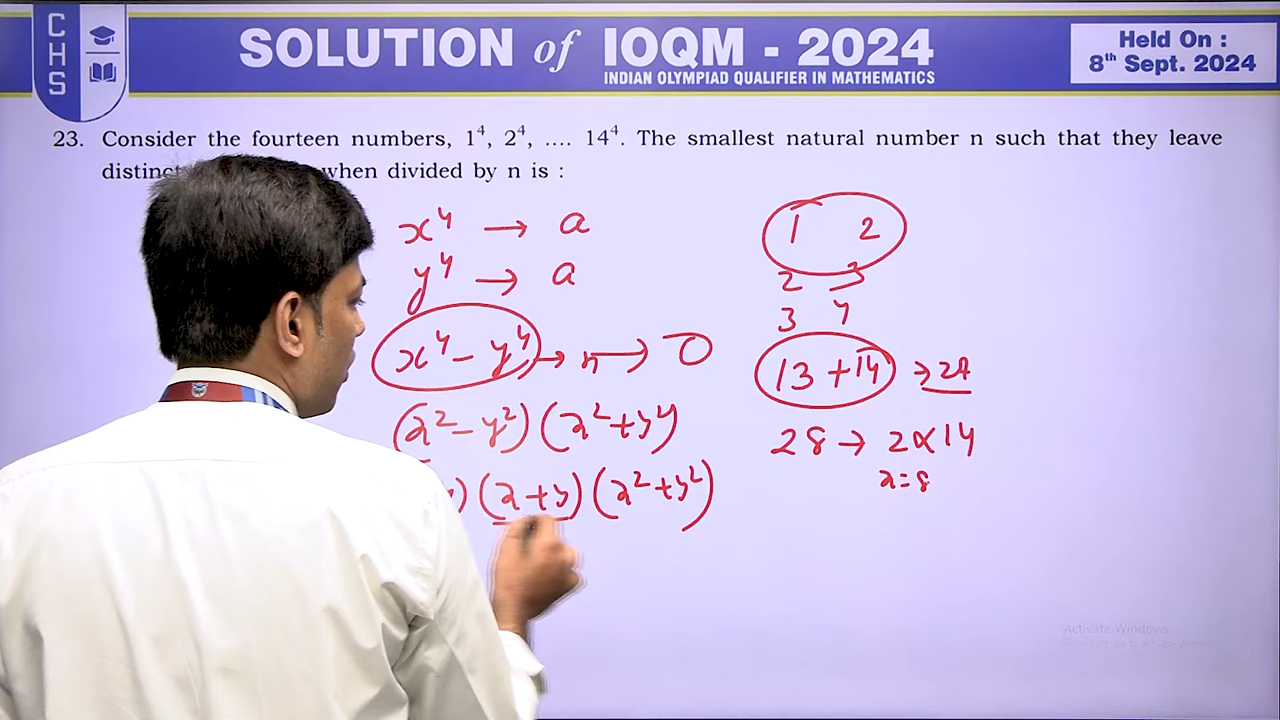 CHS
SOLUTION of IOQM - 2024
INDIAN OLYMPIAD QUALIFIER IN MATHEMATICS
Held On :
8th Sept. 2024
23. Consider the fourteen numbers, 1⁴, 2⁴, .... 14⁴. The smallest natural number n such that they leave
distinct when divided by n is :
x⁴ → a
y⁴ → a
x⁴ - y⁴ → n → 0
(x² - y²) (x² + y²)
) (x + y) (x² + y²)
1 2
2 3
3 4
13 + 14 → 27
28 → 2 × 14
x = 8
Activate Windows